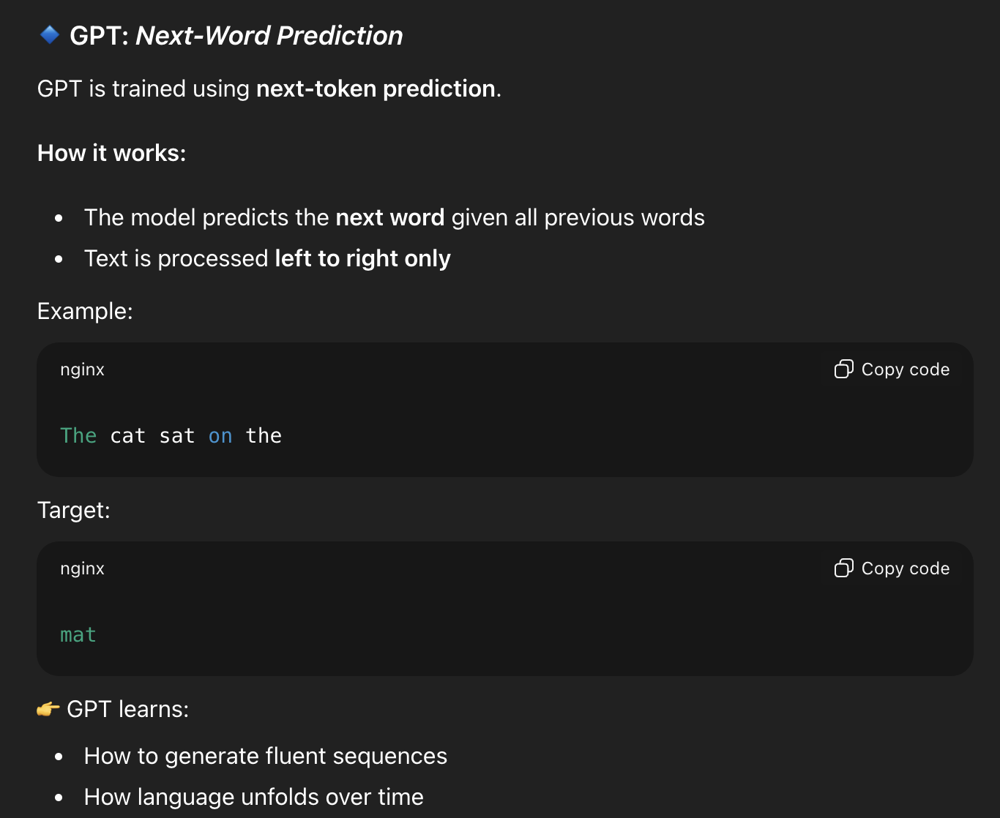 GPT: Next-Word Prediction
GPT is trained using next-token prediction.
How it works:
The model predicts the next word given all previous words
Text is processed left to right only
Example:
nginx
Copy code
The cat sat on the
Target:
nginx
Copy code
mat
GPT learns:
How to generate fluent sequences
How language unfolds over time